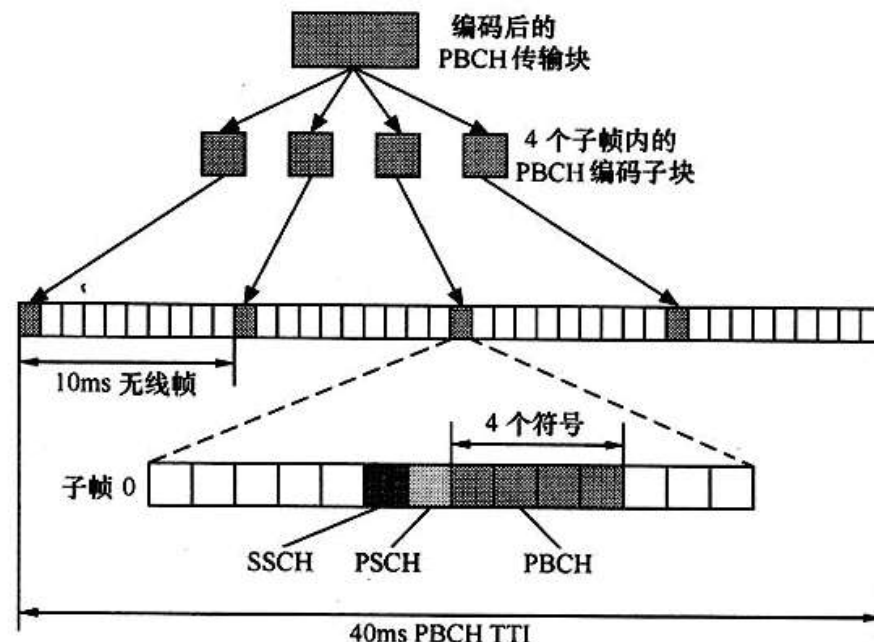 编码后的
PBCH 传输块
4 个子帧内的
PBCH 编码子块
10ms 无线帧
4 个符号
子帧 0
SSCH
PSCH
PBCH
40ms PBCH TTI